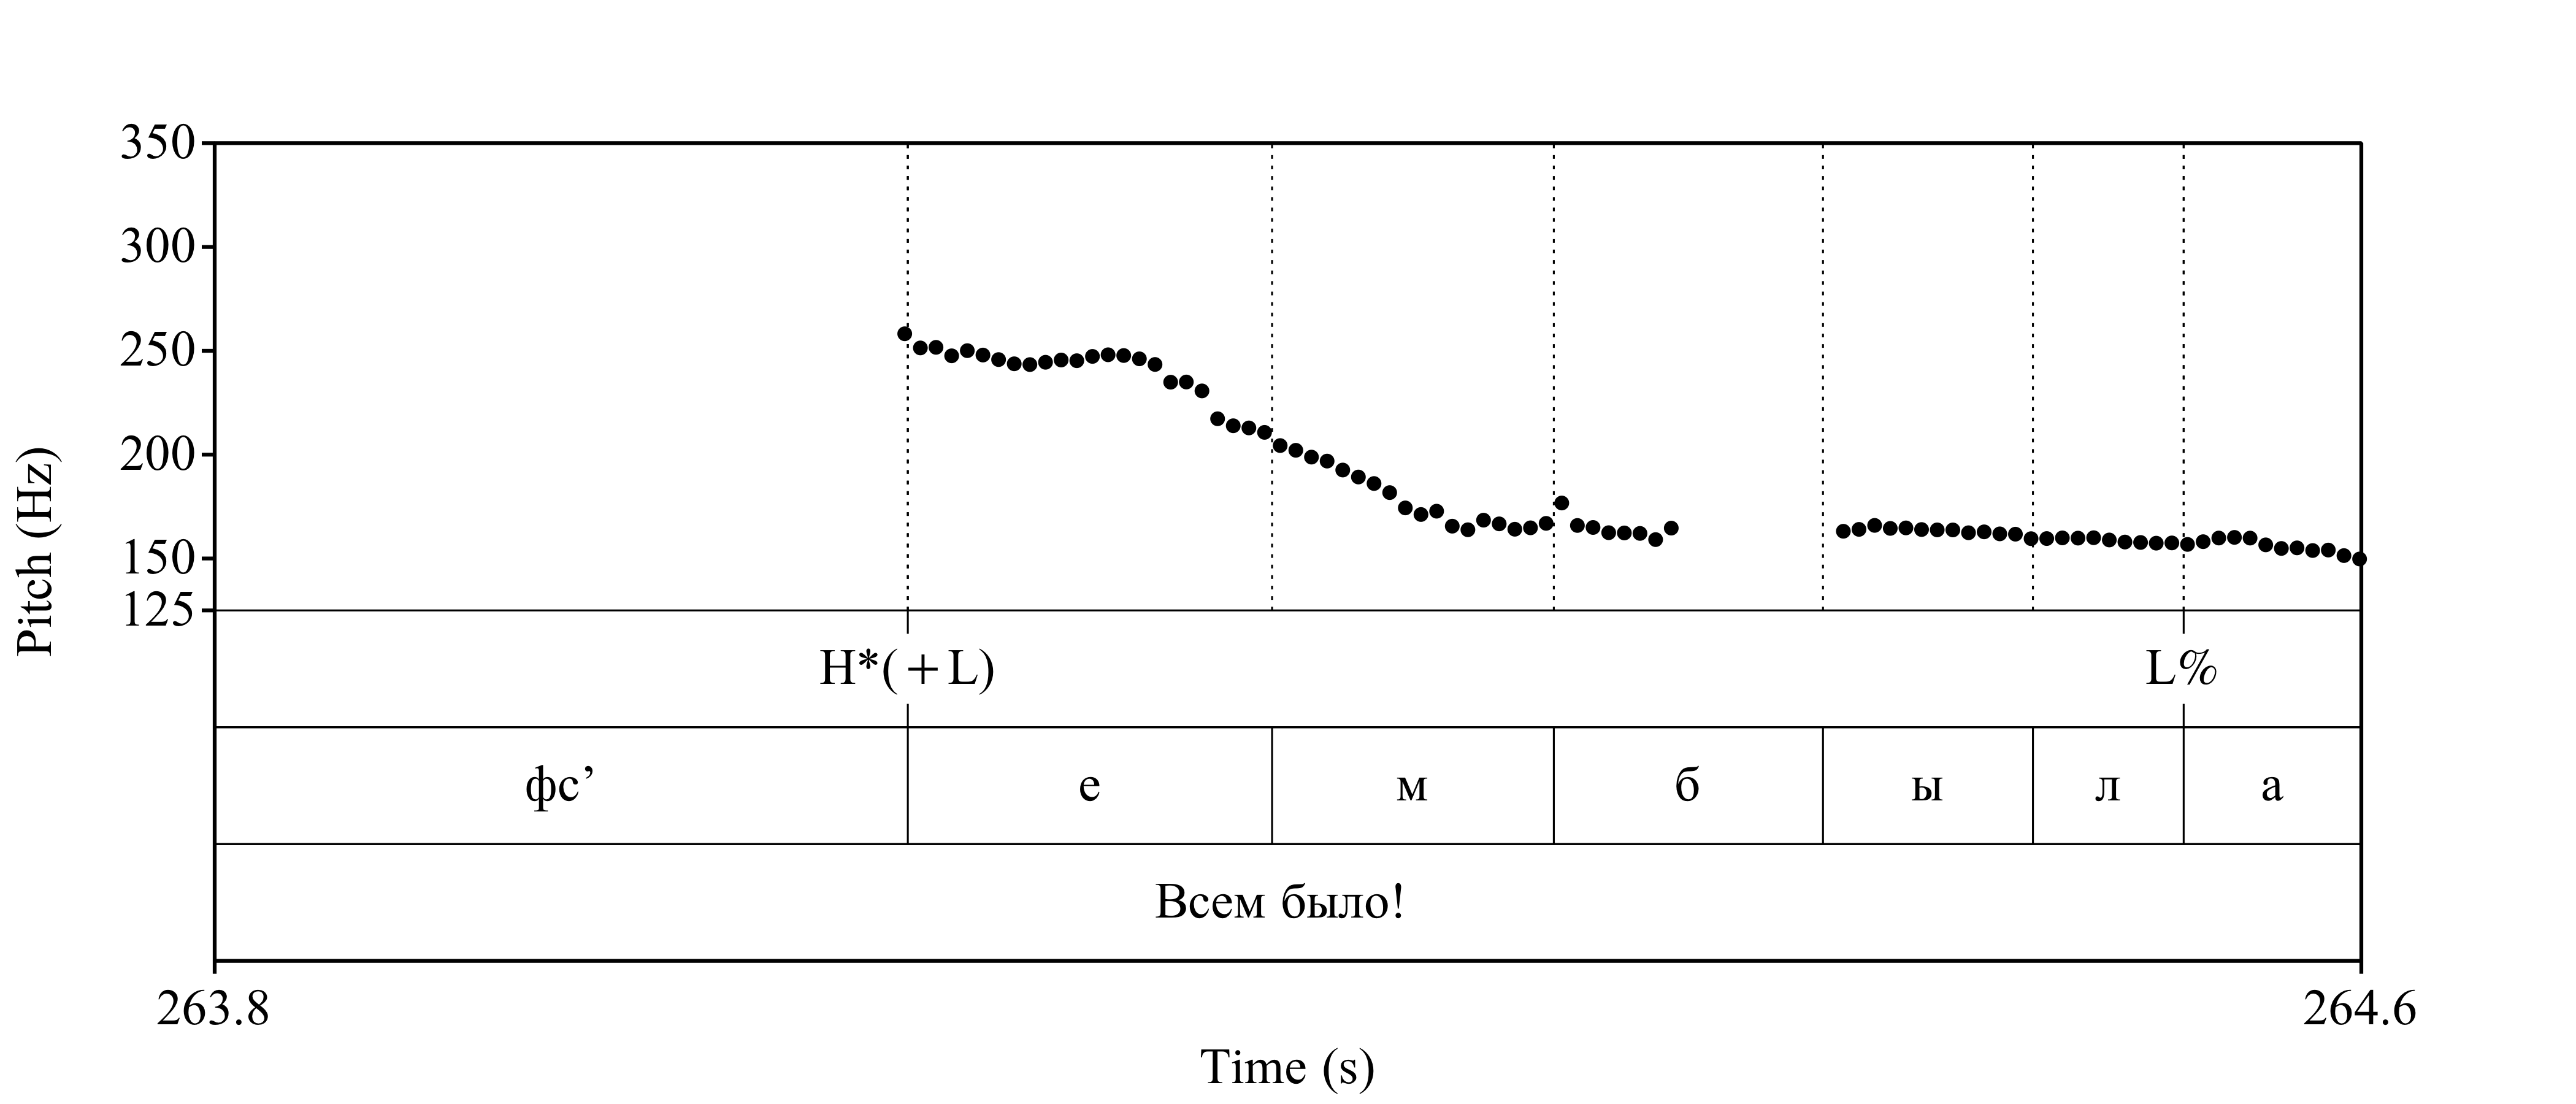 350
300
250
200
150
125
Pitch (Hz)
H*(+L) L%
фс’ е м б ы л а
Всем было!
263.8 264.6
Time (s)